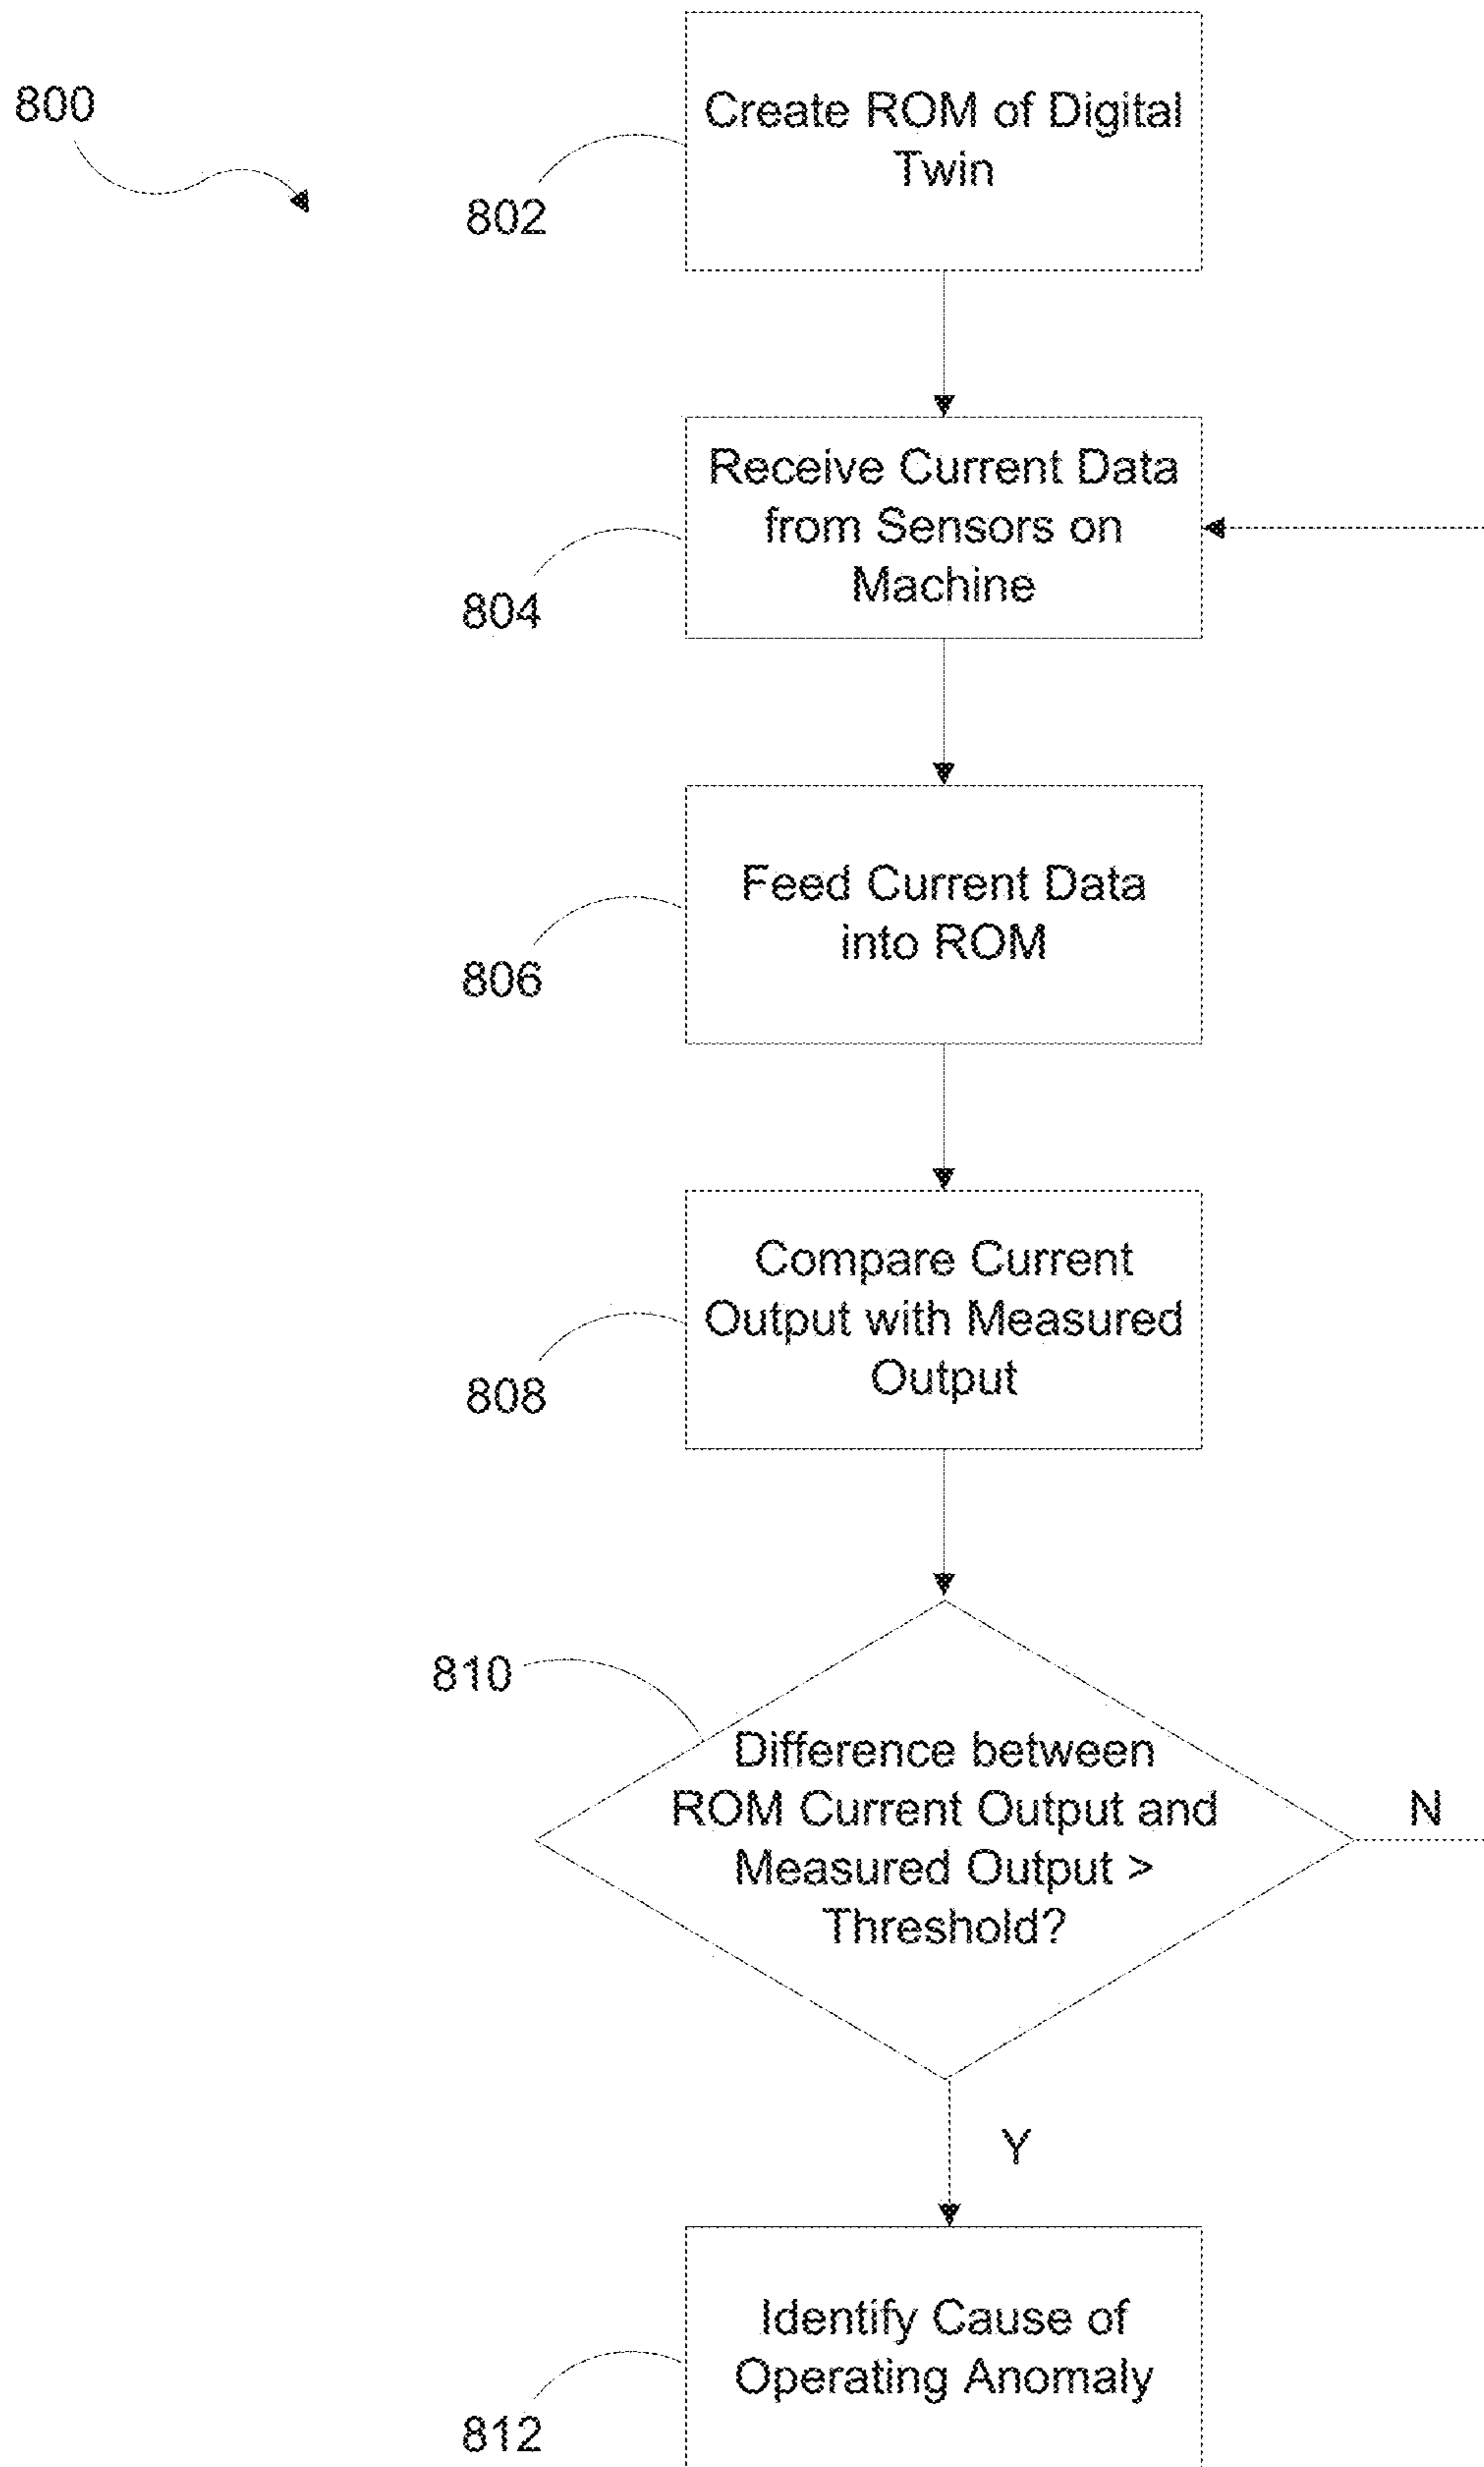 800
Create ROM of Digital
Twin
802
Receive Current Data
from Sensors on
Machine
804
Feed Current Data
into ROM
806
Compare Current
Output with Measured
Output
808
810
Difference between
ROM Current Output and
Measured Output >
Threshold?
N
Y
Identify Cause of
Operating Anomaly
812